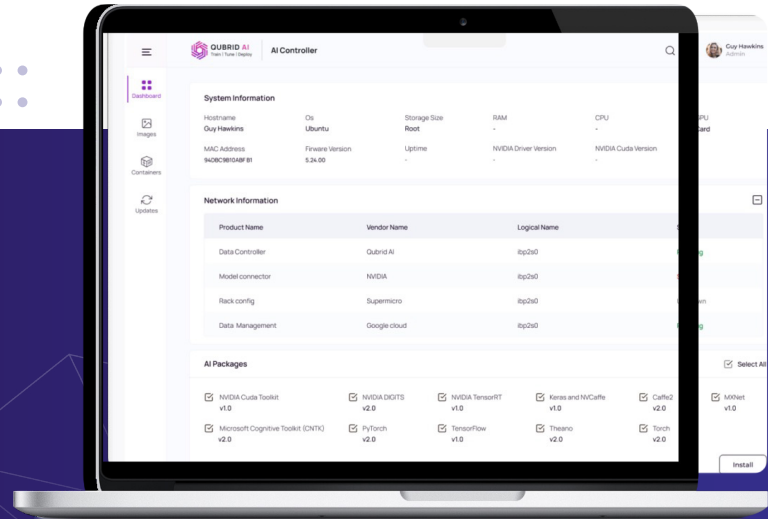 QUBRID AI
Train | Tune | Deploy
AI Controller
Guy Hawkins
Admin
Dashboard
Images
Containers
Updates
System Information
Hostname Os Storage Size RAM CPU
Guy Hawkins Ubuntu Root - -
MAC Address Firware Version Uptime NVIDIA Driver Version NVIDIA Cuda Version
94DBC9810ABF B1 5.24.00 - - -
Network Information
Product Name Vendor Name Logical Name
Data Controller Qubrid Ai ibp2s0
Model connector NVIDIA ibp2s0
Rack config Supermicro ibp2s0
Data Management Google cloud ibp2s0
AI Packages Select All
NVIDIA Cuda Toolkit NVIDIA DIGITS NVIDIA TensorRT Keras and NVCaffe Caffe2 MXNet
v1.0 v2.0 v1.0 v1.0 v2.0 v1.0
Microsoft Cognitive Toolkit (CNTK) PyTorch TensorFlow Theano Torch
v2.0 v2.0 v1.0 v2.0 v2.0
Install